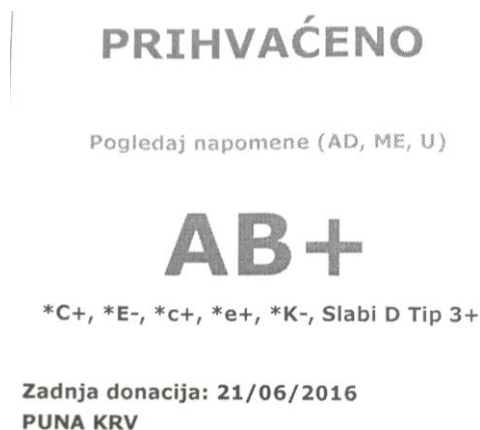 PRIHVAĆENO
Pogledaj napomene (AD, ME, U)
AB+
*C+, *E-, *c+, *e+, *K-, Slabi D Tip 3+
Zadnja donacija: 21/06/2016
PUNA KRV